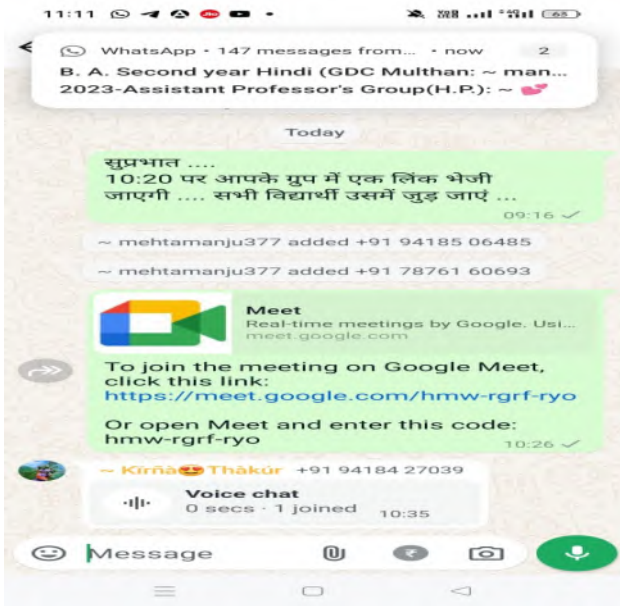 11:11
65
WhatsApp • 147 messages from... • now 2
B. A. Second year Hindi (GDC Multhan: ~ man...
2023-Assistant Professor's Group(H.P.): ~ 💕
Today
सुप्रभात ....
10:20 पर आपके ग्रुप में एक लिंक भेजी
जाएगी .... सभी विद्यार्थी उसमें जुड़ जाएं ...
09:16
~ mehtamanju377 added +91 94185 06485
~ mehtamanju377 added +91 78761 60693
Meet
Real-time meetings by Google. Usi...
meet.google.com
To join the meeting on Google Meet,
click this link:
https://meet.google.com/hmw-rgrf-ryo
Or open Meet and enter this code:
hmw-rgrf-ryo
10:26
~ Kírñà😍Thàkúr +91 94184 27039
Voice chat
0 secs · 1 joined 10:35
Message
₹